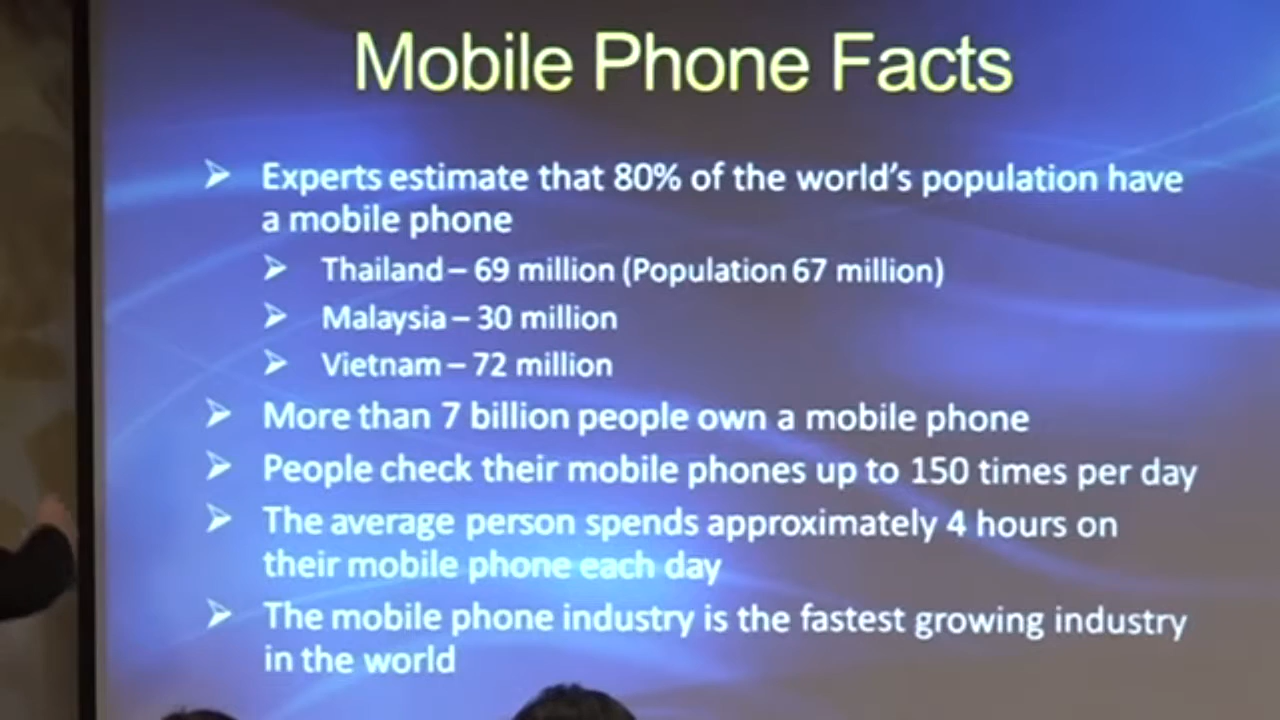 Mobile Phone Facts
➢ Experts estimate that 80% of the world's population have
a mobile phone
➢ Thailand – 69 million (Population 67 million)
➢ Malaysia – 30 million
➢ Vietnam – 72 million
➢ More than 7 billion people own a mobile phone
➢ People check their mobile phones up to 150 times per day
➢ The average person spends approximately 4 hours on
their mobile phone each day
➢ The mobile phone industry is the fastest growing industry
in the world